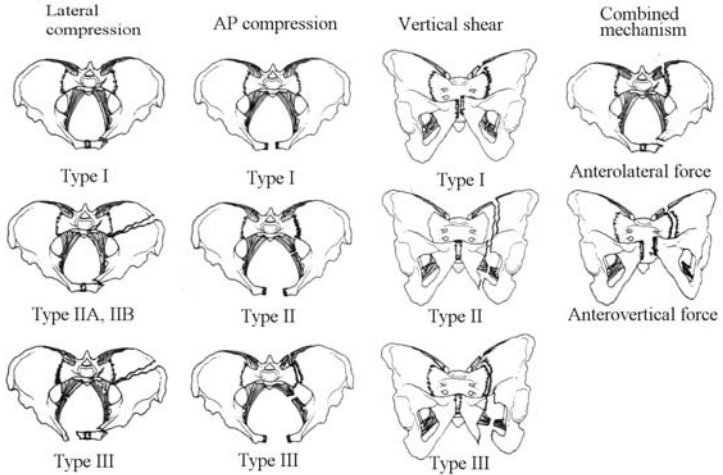 Lateral
compression
AP compression
Vertical shear
Combined
mechanism
Type I
Type I
Type I
Anterolateral force
Type IIA, IIB
Type II
Type II
Anterovertical force
Type III
Type III
Type III